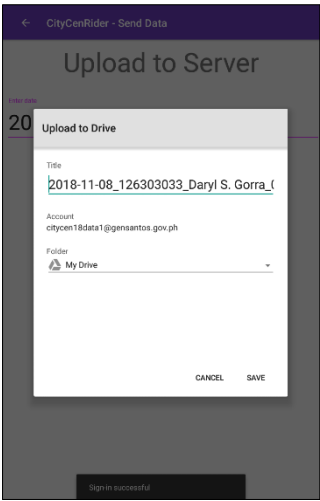 CityCenRider - Send Data
Upload to Server
Enter date
20
Upload to Drive
Title
2018-11-08_126303033_Daryl S. Gorra_
Account
citycen18data1@gensantos.gov.ph
Folder
My Drive
CANCEL SAVE
Sign-in successful